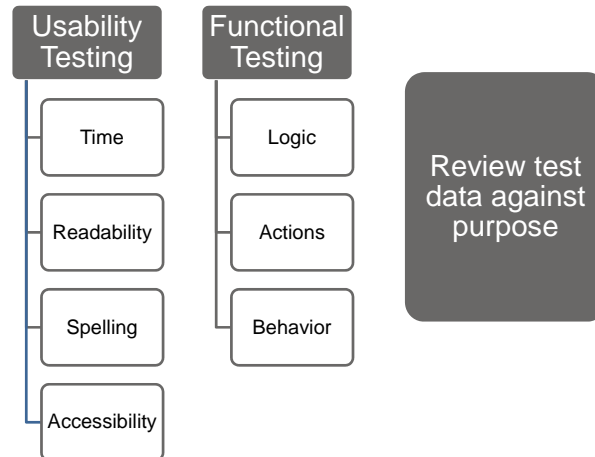 Usability
Testing
Time
Readability
Spelling
Accessibility
Functional
Testing
Logic
Actions
Behavior
Review test
data against
purpose